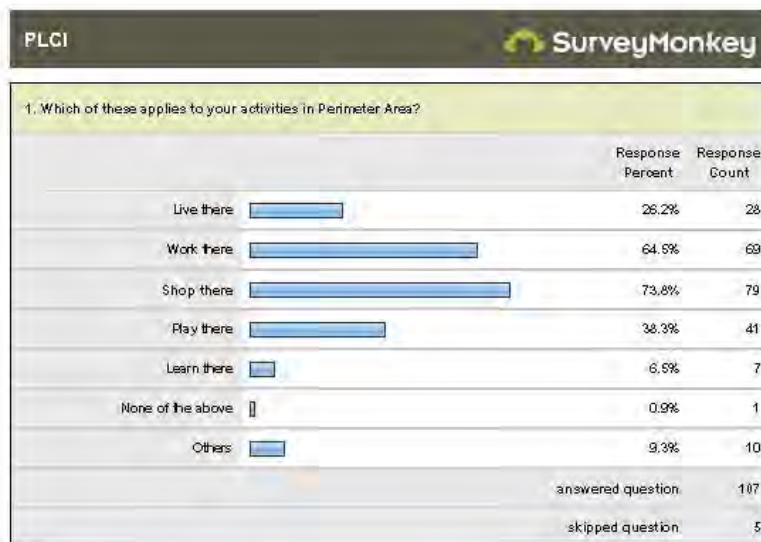 PLCI SurveyMonkey
1. Which of these applies to your activities in Perimeter Area?
Response Response
Percent Count
Live there 26.2% 28
Work there 64.5% 69
Shop there 73.8% 79
Play there 38.3% 41
Learn there 6.5% 7
None of the above 0.9% 1
Others 9.3% 10
answered question 107
skipped question 5